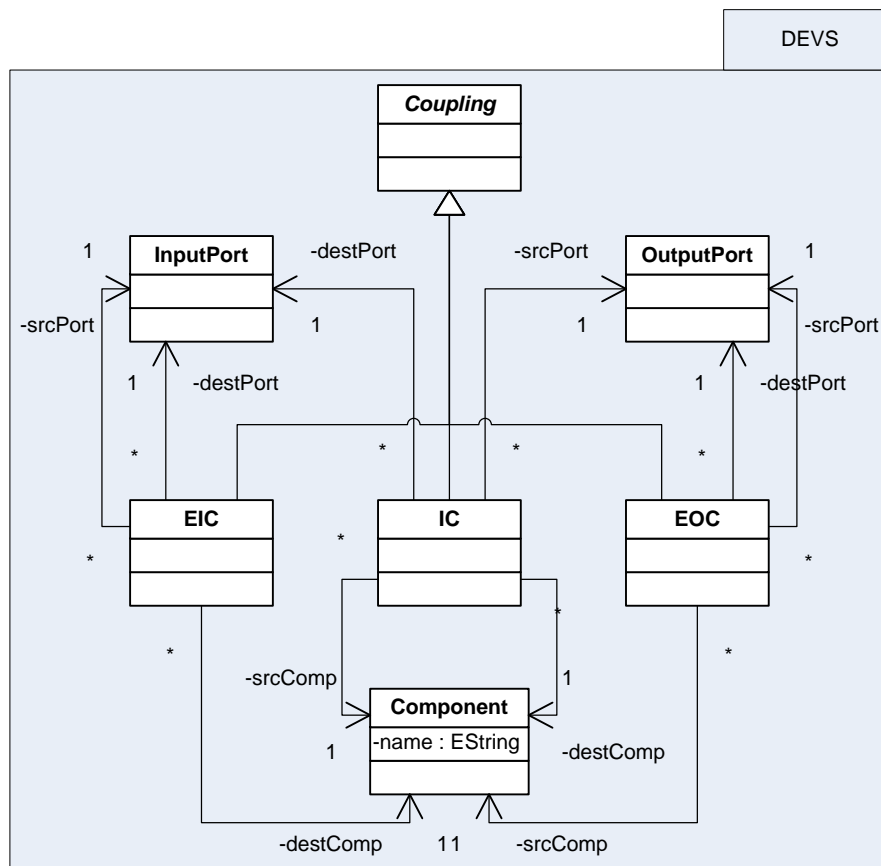 DEVS
Coupling
1
InputPort
-destPort
-srcPort
OutputPort
1
-srcPort
1
1
-srcPort
1
-destPort
1
-destPort
*
*
*
*
EIC
IC
EOC
*
*
*
*
*
*
-srcComp
1
Component
1
-name : EString
-destComp
-destComp
11
-srcComp